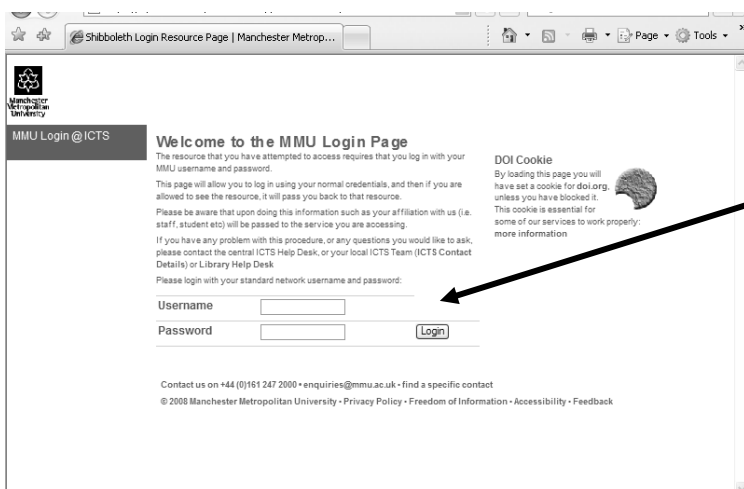 Shibboleth Login Resource Page | Manchester Metrop...
Page
Tools
Manchester
Metropolitan
University
MMU Login @ ICTS
Welcome to the MMU Login Page
The resource that you have attempted to access requires that you log in with your
MMU username and password.
This page will allow you to log in using your normal credentials, and then if you are
allowed to see the resource, it will pass you back to that resource.
Please be aware that upon doing this information such as your affiliation with us (i.e.
staff, student etc) will be passed to the service you are accessing.
If you have any problem with this procedure, or any questions you would like to ask,
please contact the central ICTS Help Desk, or your local ICTS Team (ICTS Contact
Details) or Library Help Desk
Please login with your standard network username and password:
Username
Password
Login
DOI Cookie
By loading this page you will
have set a cookie for doi.org,
unless you have blocked it.
This cookie is essential for
some of our services to work properly:
more information
Contact us on +44 (0)161 247 2000 • enquiries@mmu.ac.uk • find a specific contact
© 2008 Manchester Metropolitan University • Privacy Policy • Freedom of Information • Accessibility • Feedback